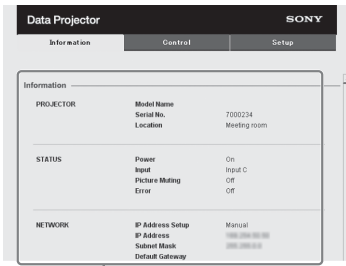 Data Projector SONY
Information Control Setup
Information
PROJECTOR Model Name
Serial No. 7000234
Location Meeting room
STATUS Power On
Input Input C
Picture Muting Off
Error Off
NETWORK IP Address Setup Manual
IP Address
Subnet Mask
Default Gateway